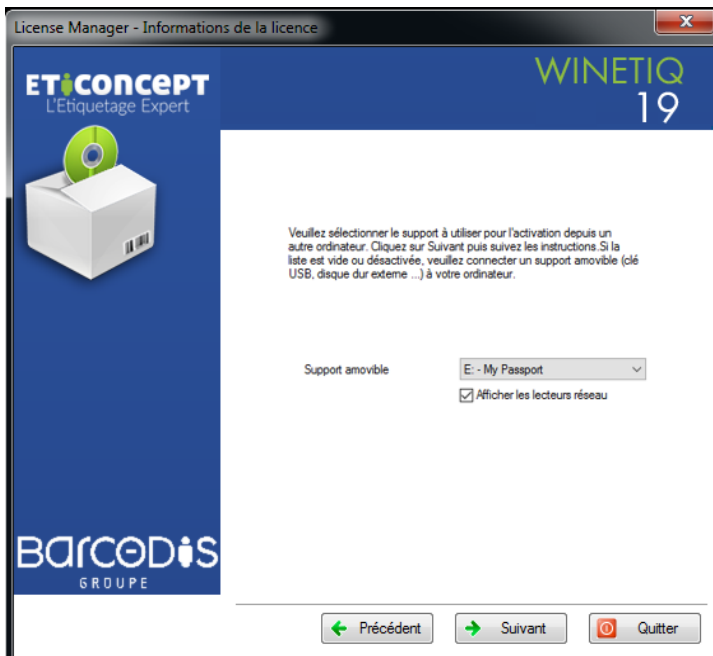 License Manager - Informations de la licence
ETiCONCEPT
L'Etiquetage Expert
WINETIQ
19
Veuillez sélectionner le support à utiliser pour l'activation depuis un
autre ordinateur. Cliquez sur Suivant puis suivez les instructions.Si la
liste est vide ou désactivée, veuillez connecter un support amovible (clé
USB, disque dur externe ...) à votre ordinateur.
Support amovible
E: - My Passport
Afficher les lecteurs réseau
BarcoDiS
GROUPE
Précédent
Suivant
Quitter